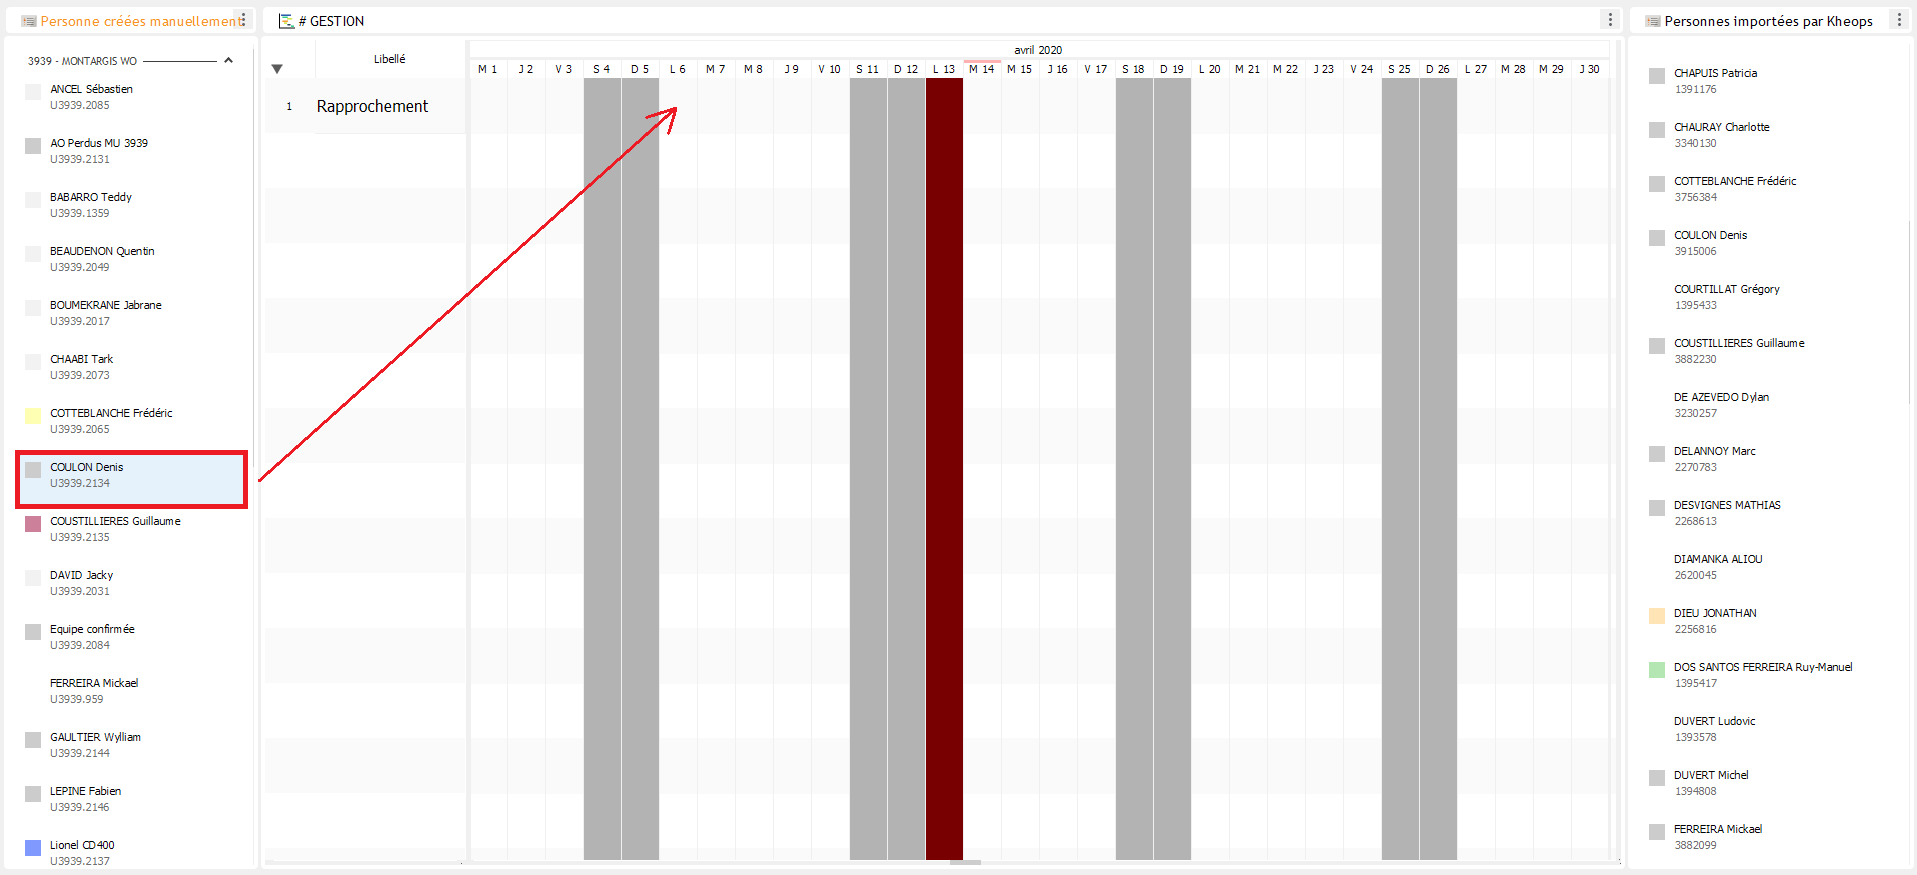 Personne créées manuellement
3939 - MONTARGIS WO
ANCEL Sébastien
U3939.2085
AO Perdus MU 3939
U3939.2131
BABARRO Teddy
U3939.1359
BEAUDENON Quentin
U3939.2049
BOUMEKRANE Jabrane
U3939.2017
CHAABI Tark
U3939.2073
COTTEBLANCHE Frédéric
U3939.2065
COULON Denis
U3939.2134
COUSTILLIERES Guillaume
U3939.2135
DAVID Jacky
U3939.2031
Equipe confirmée
U3939.2084
FERREIRA Mickael
U3939.959
GAULTIER Wylliam
U3939.2144
LEPINE Fabien
U3939.2146
Lionel CD400
U3939.2137
# GESTION
Libellé
avril 2020
M 1 J 2 V 3 S 4 D 5 L 6 M 7 M 8 J 9 V 10 S 11 D 12 L 13 M 14 M 15 J 16 V 17 S 18 D 19 L 20 M 21 M 22 J 23 V 24 S 25 D 26 L 27 M 28 M 29 J 30
1 Rapprochement
Personnes importées par Kheops
CHAPUIS Patricia
1391176
CHAURAY Charlotte
3340130
COTTEBLANCHE Frédéric
3756384
COULON Denis
3915006
COURTILLAT Grégory
1395433
COUSTILLIERES Guillaume
3882230
DE AZEVEDO Dylan
3230257
DELANNOY Marc
2270783
DESVIGNES MATHIAS
2268613
DIAMANKA ALIOU
2620045
DIEU JONATHAN
2256816
DOS SANTOS FERREIRA Ruy-Manuel
1395417
DUVERT Ludovic
1393578
DUVERT Michel
1394808
FERREIRA Mickael
3882099